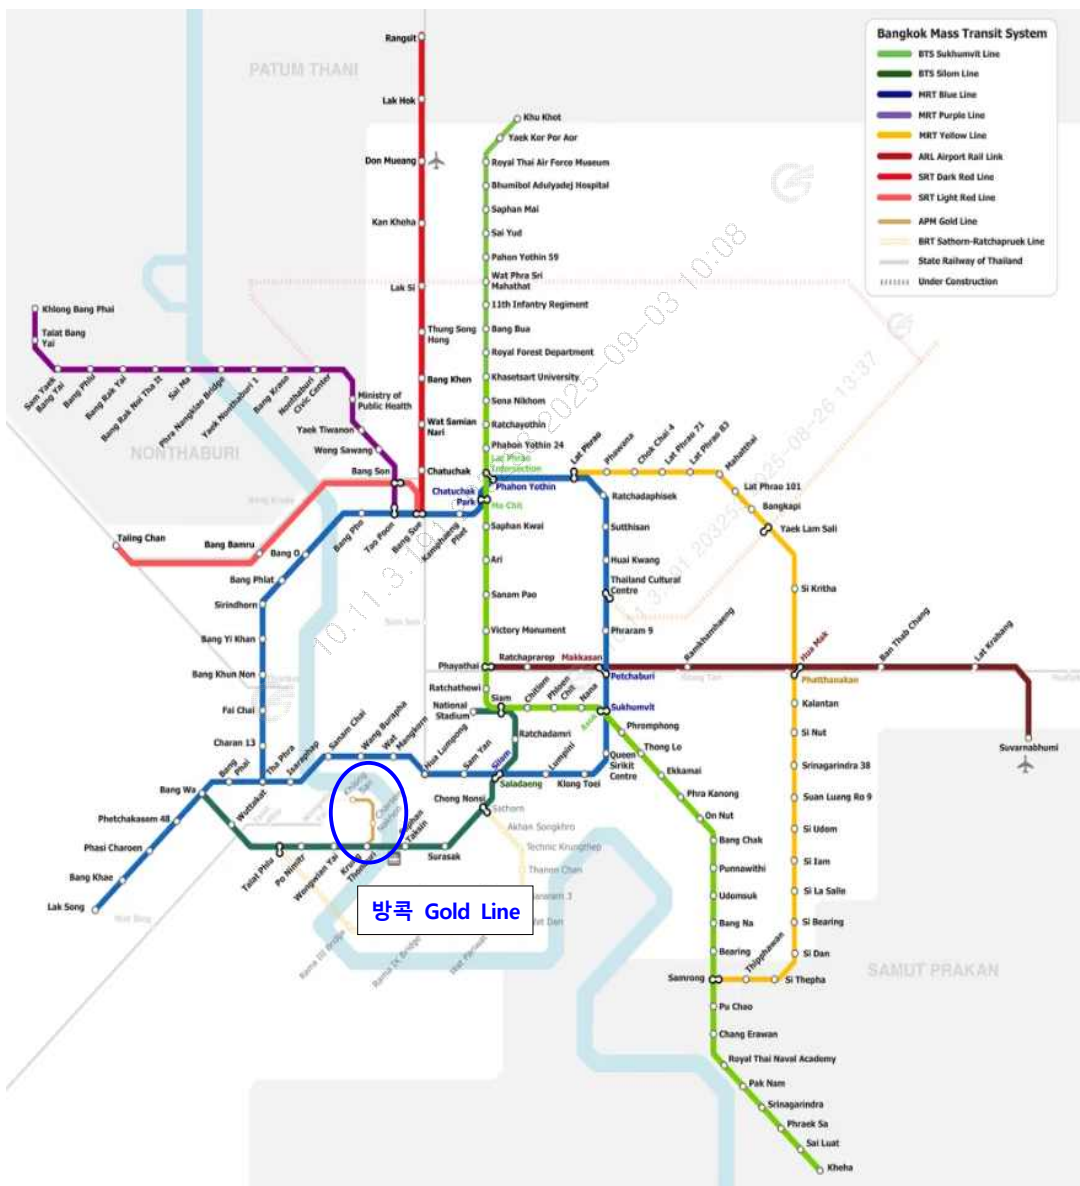 Bangkok Mass Transit System
BTS Sukhumvit Line
BTS Silom Line
MRT Blue Line
MRT Purple Line
MRT Yellow Line
ARL Airport Rail Link
SRT Dark Red Line
SRT Light Red Line
APM Gold Line
BRT Sathorn-Ratchapruek Line
State Railway of Thailand
Under Construction
PATUM THANI
NONTHABURI
SAMUT PRAKAN
Rangsit
Lak Hok
Don Mueang
Kan Kheha
Lak Si
Thung Song
Hong
Bang Khen
Wat Samian
Nari
Chatuchak
Khu Khot
Yaek Kor Por Aor
Royal Thai Air Force Museum
Bhumibol Adulyadej Hospital
Saphan Mai
Sai Yud
Pahon Yothin 59
Wat Phra Sri
Mahathat
11th Infantry Regiment
Bang Bua
Royal Forest Department
Khasetsart University
Sena Nikhom
Ratchayothin
Phahon Yothin 24
Lat Phrao
Intersection
Phahon Yothin
Chatuchak
Park
Mo Chit
Saphan Kwai
Ari
Sanam Pao
Victory Monument
Phayathai
Ratchathewi
Siam
National
Stadium
Ratchadamri
Chitlom
Phloen
Chit
Nana
Asok
Sukhumvit
Khlong Bang Phai
Talat Bang
Yai
Sam Yaek
Bang Yai
Bang Phlu
Bang Rak Yai
Bang Rak Noi Tha It
Sai Ma
Phra Nangklao Bridge
Yaek Nonthaburi 1
Bang Kraso
Nonthaburi
Civic Center
Ministry of
Public Health
Yaek Tiwanon
Wong Sawang
Bang Son
Taling Chan
Bang Bamru
Bang Pho
Tao Poon
Bang Sue
Kamphaeng
Phet
Bang O
Bang Phlat
Sirindhorn
Bang Yi Khan
Bang Khun Non
Fai Chai
Charan 13
Tha Phra
Bang
Phai
Isaraphap
Sanam Chai
Wang Burapha
Wat
Mangkorn
Hua Lumpong
Sam Yan
Silom
Saladaeng
Lumpini
Klong Toei
Queen
Sirikit
Centre
Lat Phrao
Phawana
Chok Chai 4
Lat Phrao 71
Lat Phrao 83
Mahatthai
Lat Phrao 101
Bangkapi
Yaek Lam Sali
Ratchadaphisek
Sutthisan
Huai Kwang
Thailand Cultural
Centre
Phraram 9
Ratchaprarop
Makkasan
Petchaburi
Ramkhamhaeng
Hua Mak
Phatthanakan
Ban Thub Chang
Lat Krabang
Suvarnabhumi
Si Kritha
Kalantan
Si Nut
Srinagarindra 38
Suan Luang Ro 9
Si Udom
Si Iam
Si La Salle
Si Bearing
Si Dan
Si Thepha
Thipphawan
Samrong
Phromphong
Thong Lo
Ekkamai
Phra Kanong
On Nut
Bang Chak
Punnawithi
Udomsuk
Bang Na
Bearing
Pu Chao
Chang Erawan
Royal Thai Naval Academy
Pak Nam
Srinagarindra
Phraek Sa
Sai Luat
Kheha
Bang Wa
Phetchakasem 48
Phasi Charoen
Bang Khae
Lak Song
Wuttakat
Talat Phlu
Po Nimitr
Wongwian Yai
Krung
Thonburi
Saphan
Taksin
Surasak
Chong Nonsi
Sathorn
Akhan Songkhro
Technic Krungthep
Thanon Chan
Rama III Bridge
Rama IX Bridge
Wat Pariwat
Wat Dan
Khlong
San
방콕 Gold Line